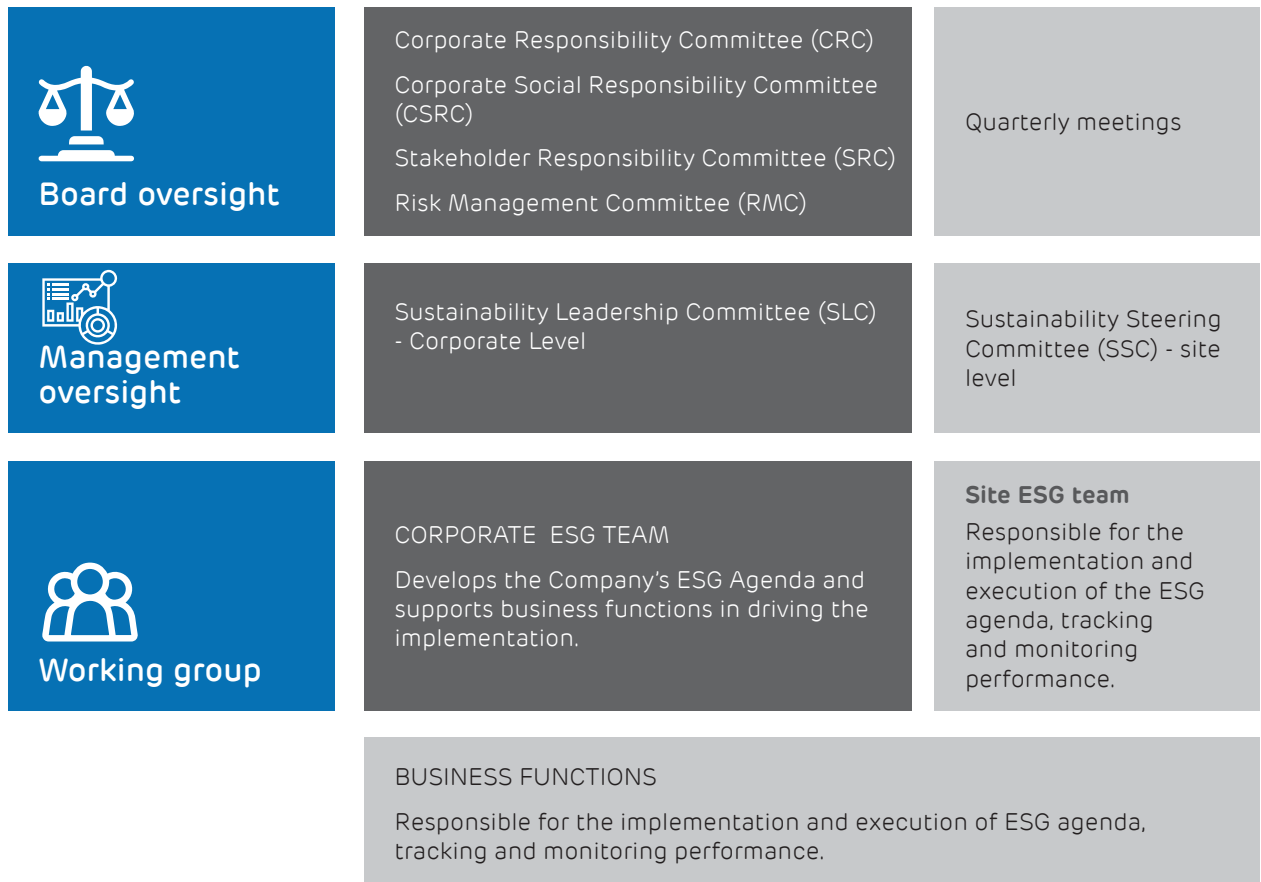 Board oversight
Corporate Responsibility Committee (CRC)
Corporate Social Responsibility Committee
(CSRC)
Stakeholder Responsibility Committee (SRC)
Risk Management Committee (RMC)
Quarterly meetings
Management
oversight
Sustainability Leadership Committee (SLC)
- Corporate Level
Sustainability Steering
Committee (SSC) - site
level
Working group
CORPORATE ESG TEAM
Develops the Company's ESG Agenda and
supports business functions in driving the
implementation.
Site ESG team
Responsible for the
implementation and
execution of the ESG
agenda, tracking
and monitoring
performance.
BUSINESS FUNCTIONS
Responsible for the implementation and execution of ESG agenda,
tracking and monitoring performance.